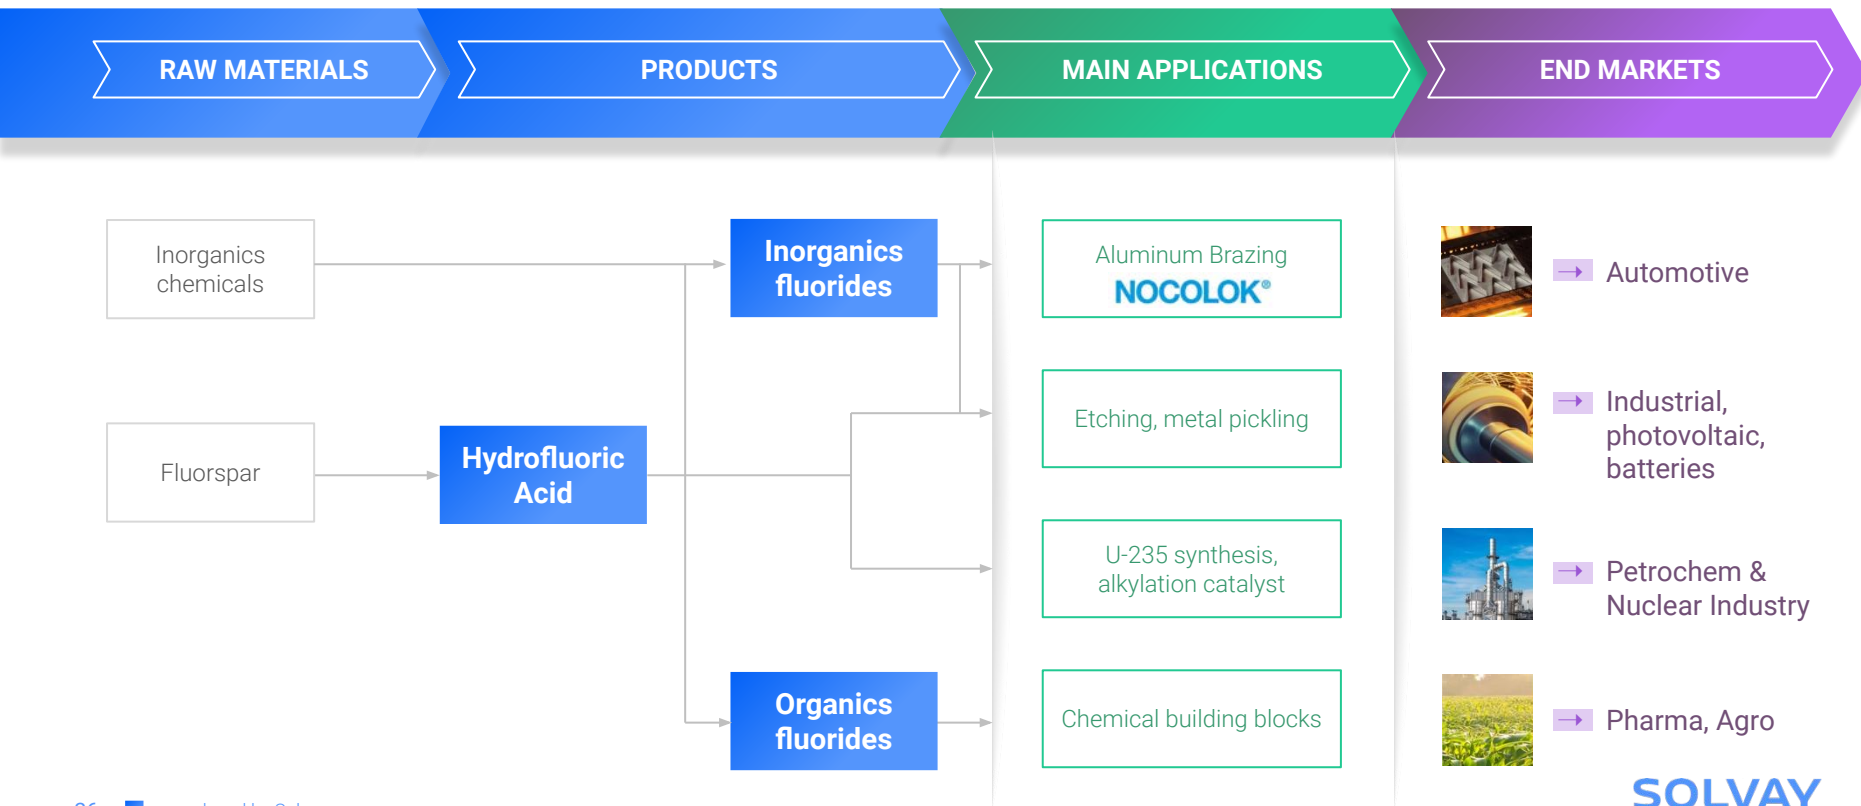 RAW MATERIALS
PRODUCTS
MAIN APPLICATIONS
END MARKETS
Inorganics
chemicals
Inorganics
fluorides
Aluminum Brazing
NOCOLOK®
Automotive
Etching, metal pickling
Industrial,
photovoltaic,
batteries
Fluorspar
Hydrofluoric
Acid
U-235 synthesis,
alkylation catalyst
Petrochem &
Nuclear Industry
Organics
fluorides
Chemical building blocks
Pharma, Agro
SOLVAY